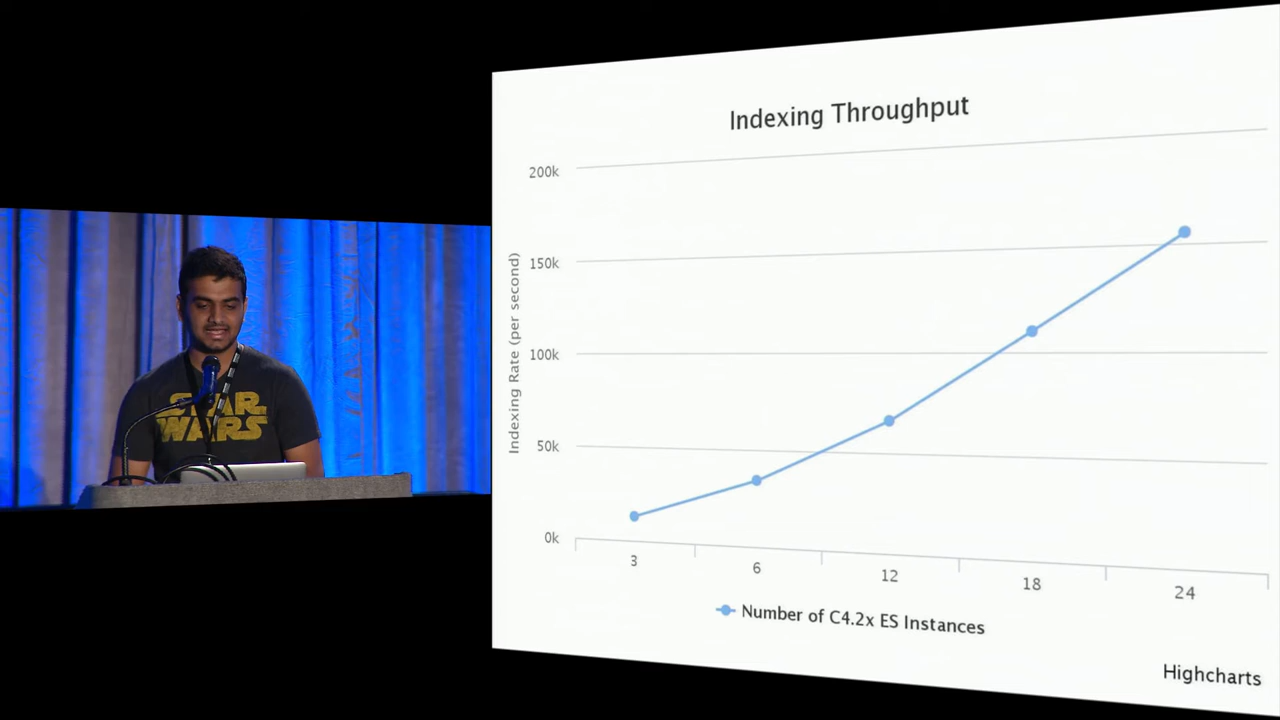 Indexing Throughput
200k
150k
100k
50k
0k
Indexing Rate (per second)
3
6
12
18
24
Number of C4.2x ES Instances
Highcharts
STAR
WARS